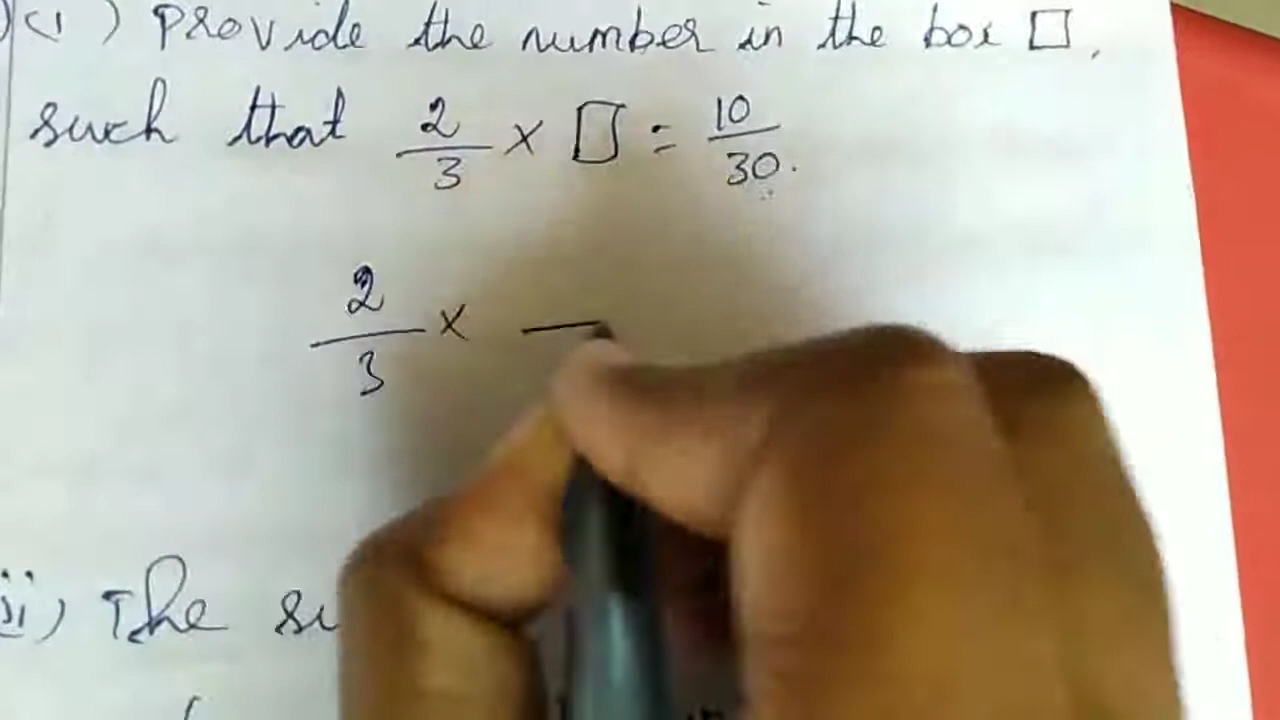 (i) Provide the number in the box □,
such that 2/3 × □ = 10/30.
2/3 × —
ii) The